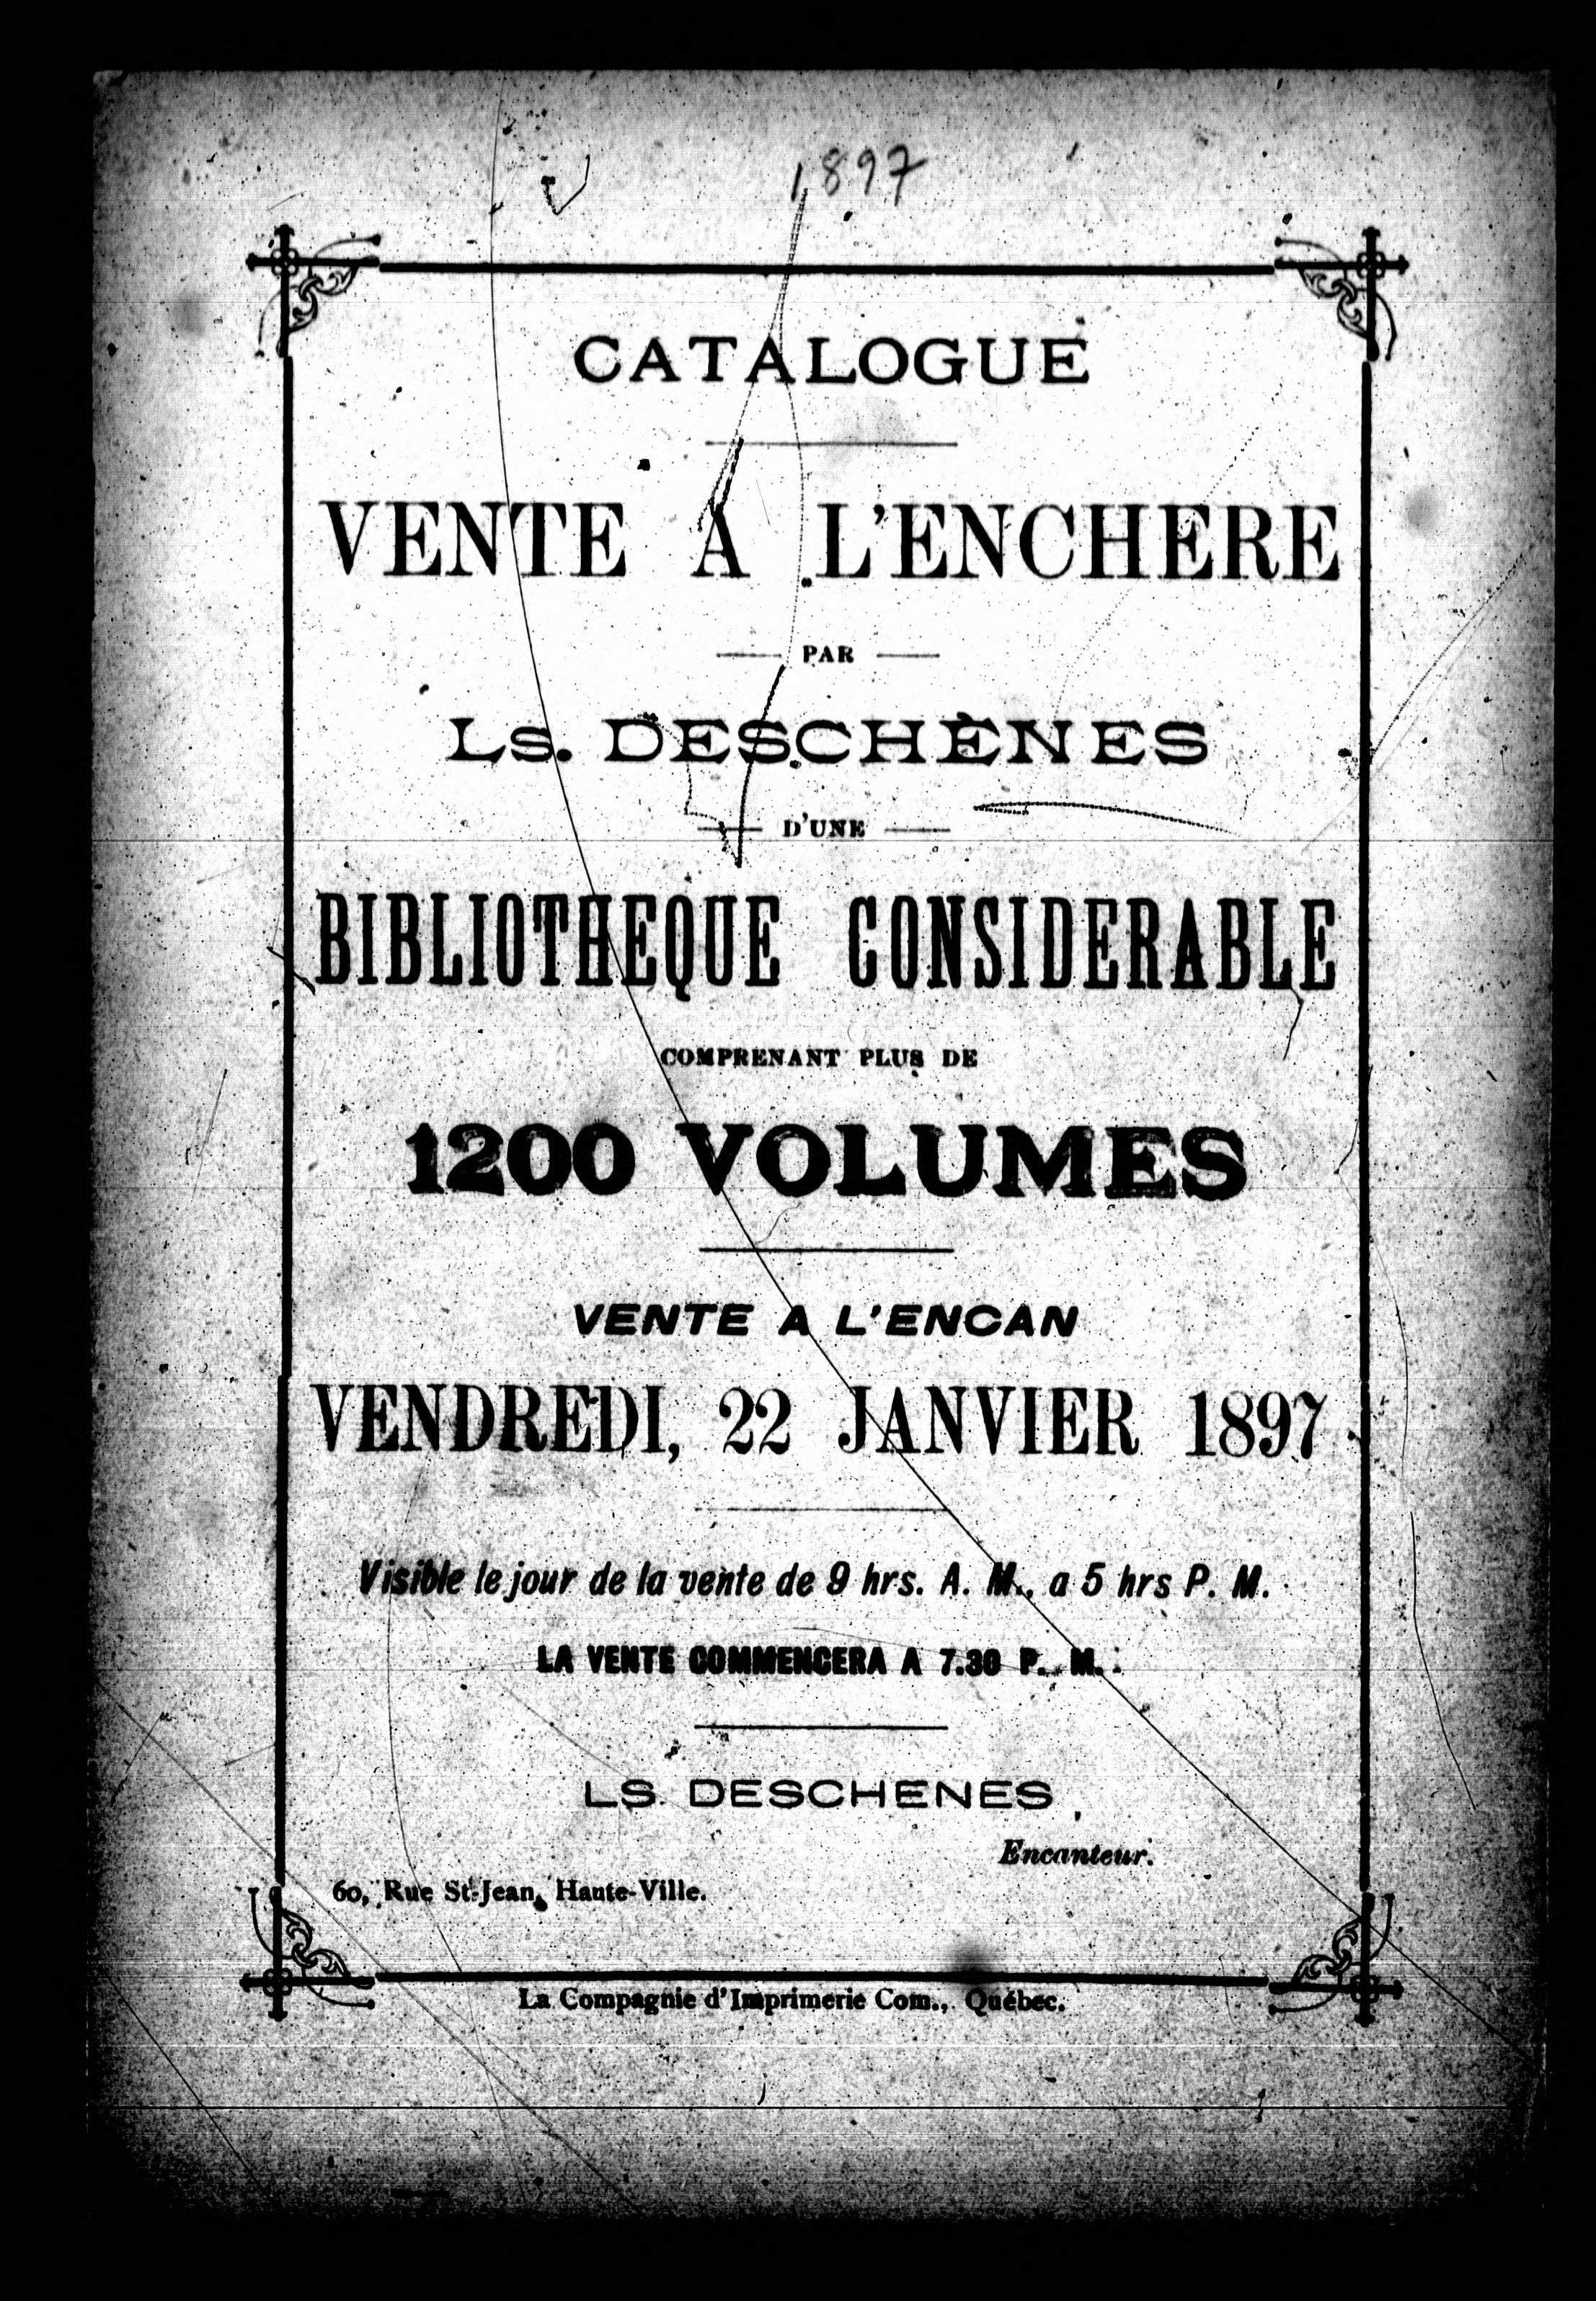 1897
CATALOGUE
VENTE A L'ENCHERE
PAR
Ls. DESCHÈNES
D'UNE
BIBLIOTHEQUE CONSIDERABLE
COMPRENANT PLUS DE
1200 VOLUMES
VENTE A L'ENCAN
VENDREDI, 22 JANVIER 1897
Visible le jour de la vente de 9 hrs. A. M., a 5 hrs P. M.
LA VENTE COMMENCERA A 7.30 P. M.
LS. DESCHENES,
Encanteur.
60, Rue St-Jean, Haute-Ville.
La Compagnie d'Imprimerie Com., Québec.